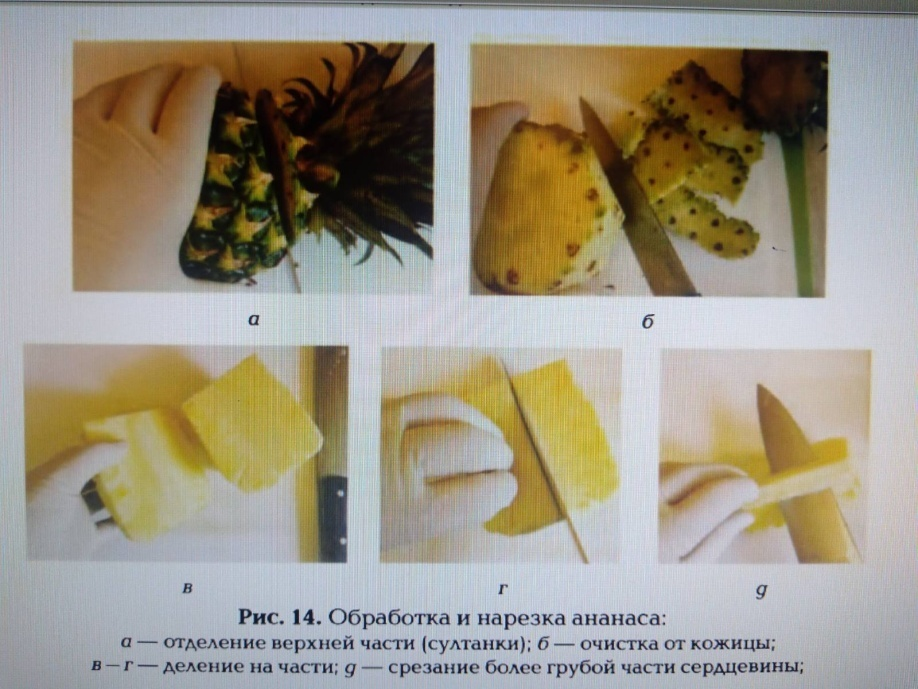 а
б
в
г
д
Рис. 14. Обработка и нарезка ананаса:
а — отделение верхней части (султанки); б — очистка от кожицы;
в – г — деление на части; д — срезание более грубой части сердцевины;